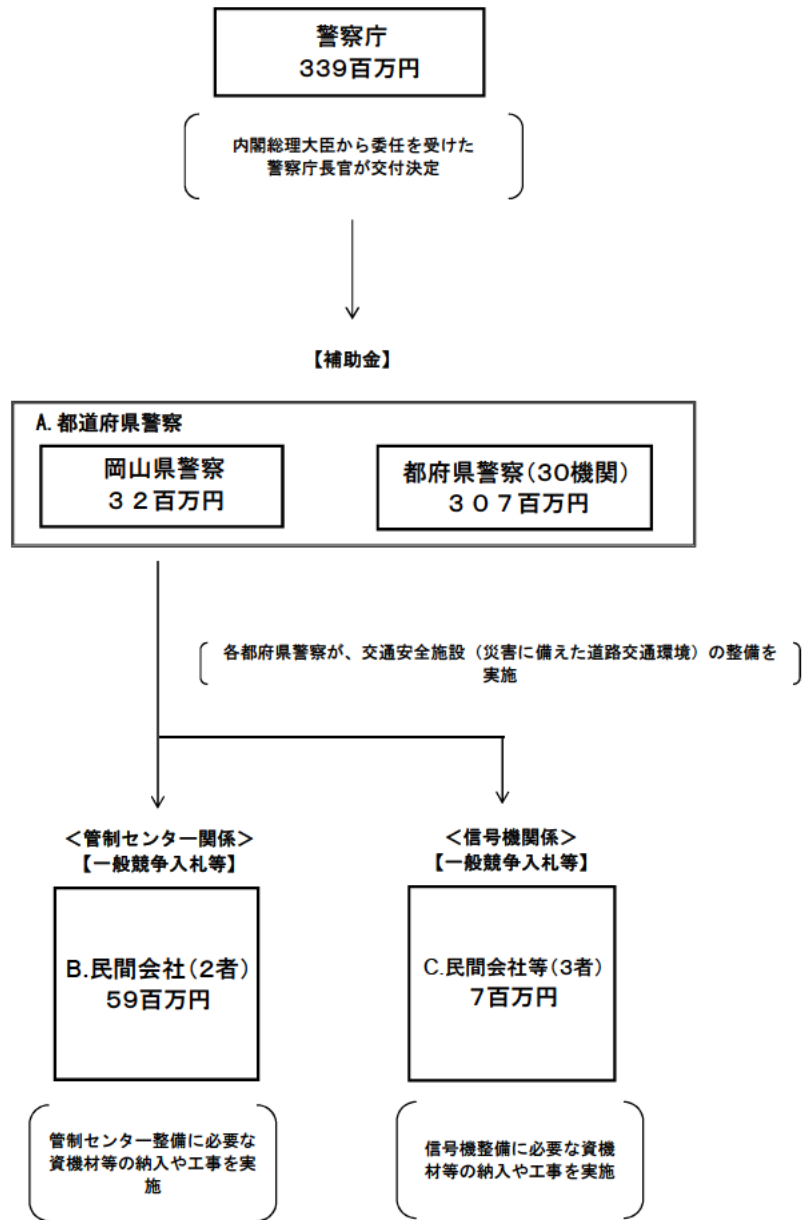 警察庁
339百万円
内閣総理大臣から委任を受けた
警察庁長官が交付決定
【補助金】
A.都道府県警察
岡山県警察
３２百万円
都府県警察(30機関)
３０７百万円
各都府県警察が、交通安全施設（災害に備えた道路交通環境）の整備を
実施
＜管制センター関係＞
【一般競争入札等】
B.民間会社(2者)
59百万円
管制センター整備に必要な
資機材等の納入や工事を実
施
＜信号機関係＞
【一般競争入札等】
C.民間会社等(3者)
7百万円
信号機整備に必要な資機
材等の納入や工事を実施